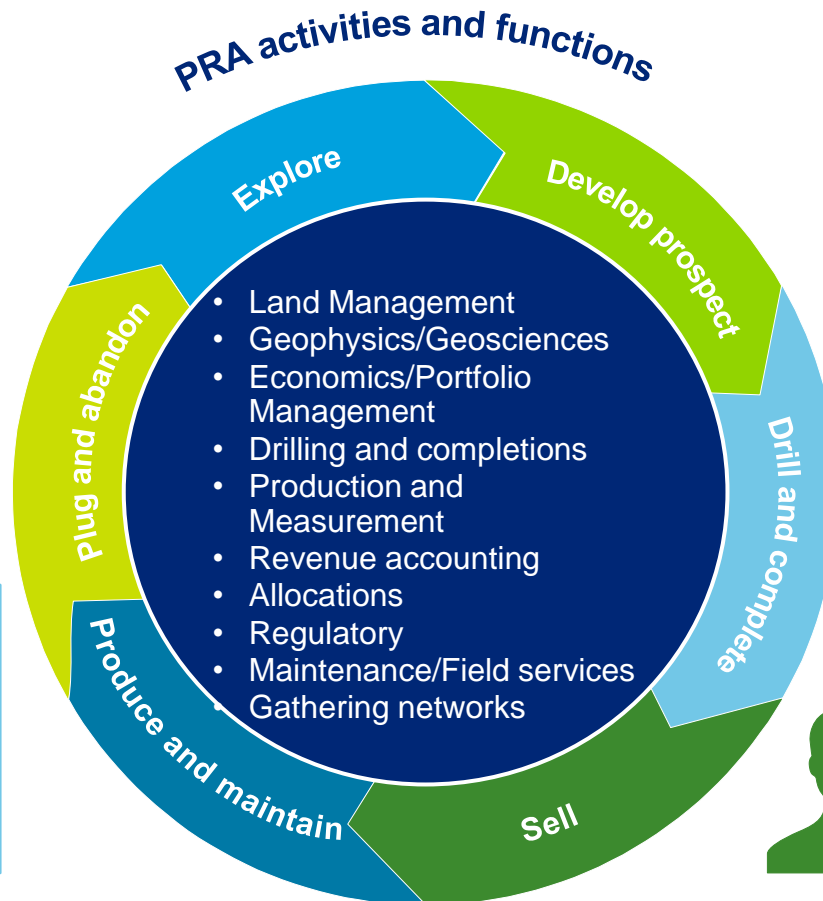 PRA activities and functions
Explore
Develop prospect
Drill and complete
Sell
Produce and maintain
Plug and abandon
• Land Management
• Geophysics/Geosciences
• Economics/Portfolio
Management
• Drilling and completions
• Production and
Measurement
• Revenue accounting
• Allocations
• Regulatory
• Maintenance/Field services
• Gathering networks